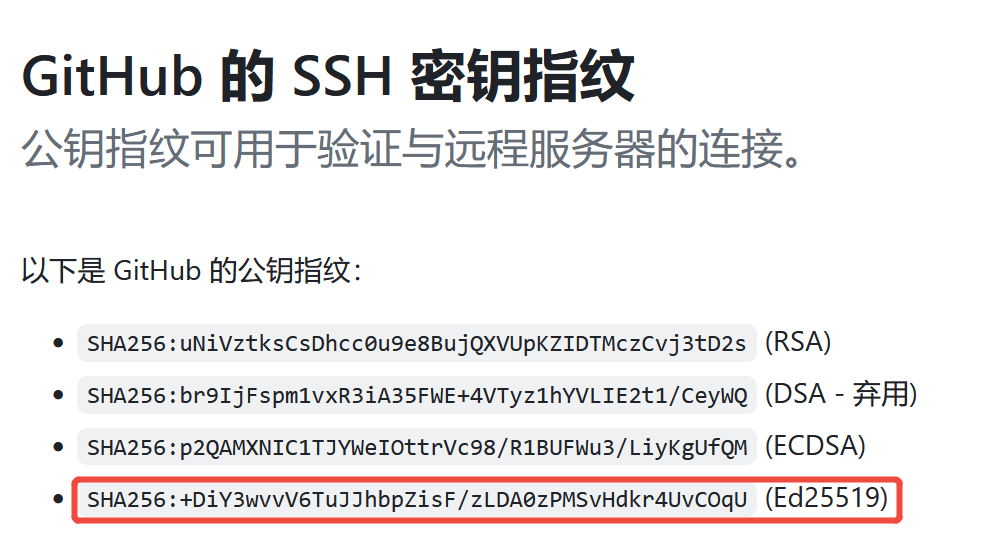 GitHub 的 SSH 密钥指纹
公钥指纹可用于验证与远程服务器的连接。
以下是 GitHub 的公钥指纹：
• SHA256:uNiVztksCsDhcc0u9e8BujQXVUpKZIDTMczCvj3tD2s (RSA)
• SHA256:br9IjFspm1vxR3iA35FWE+4VTyz1hYVLIE2t1/CeyWQ (DSA - 弃用)
• SHA256:p2QAMXNIC1TJYWeIOttrVc98/R1BUFWu3/LiyKgUfQM (ECDSA)
• SHA256:+DiY3wvvV6TuJJhbpZisF/zLDA0zPMSvHdkr4UvCOqU (Ed25519)